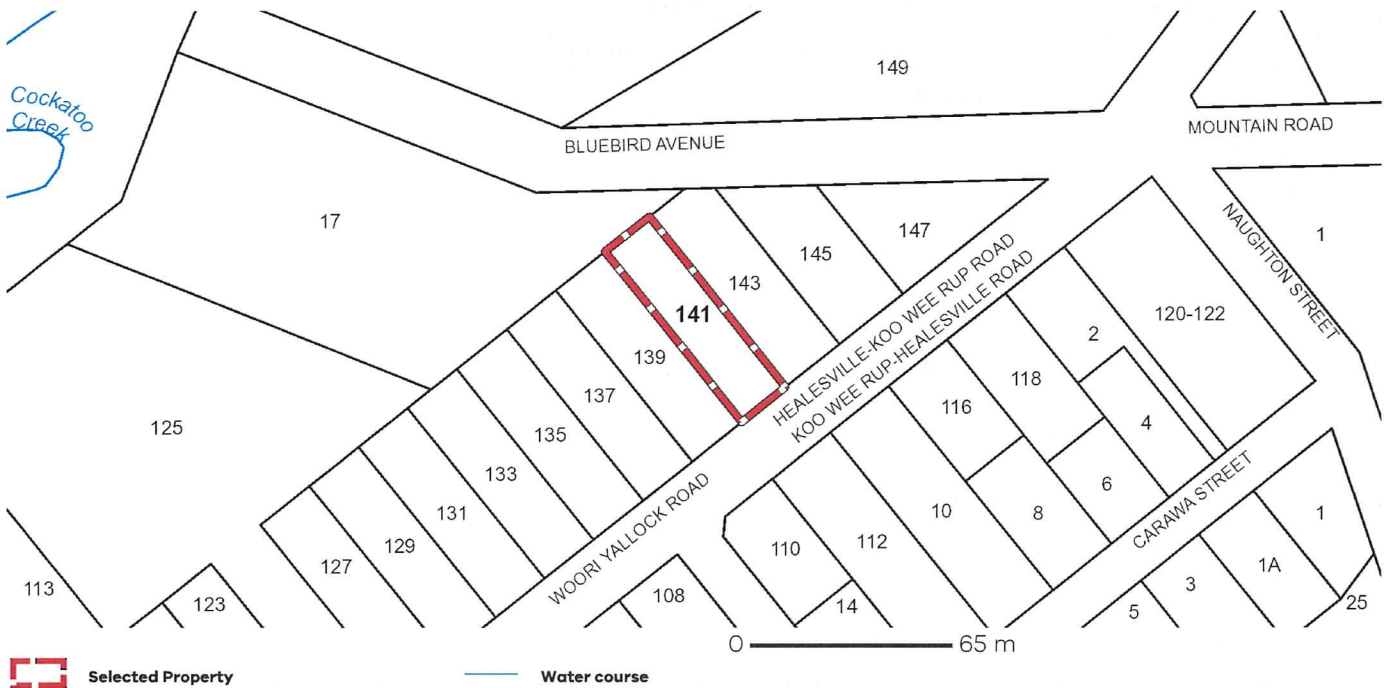 149
Cockatoo
Creek
BLUEBIRD AVENUE
MOUNTAIN ROAD
17
147
NAUGHTON STREET
1
145
143
HEALESVILLE-KOO WEE RUP ROAD
KOO WEE RUP-HEALESVILLE ROAD
141
120-122
2
139
118
137
116
4
125
135
133
6
131
10
8
CARAWA STREET
WOORI YALLOCK ROAD
129
112
110
1
127
1A
113
123
108
14
3
5
25
0
65 m
Selected Property
Water course